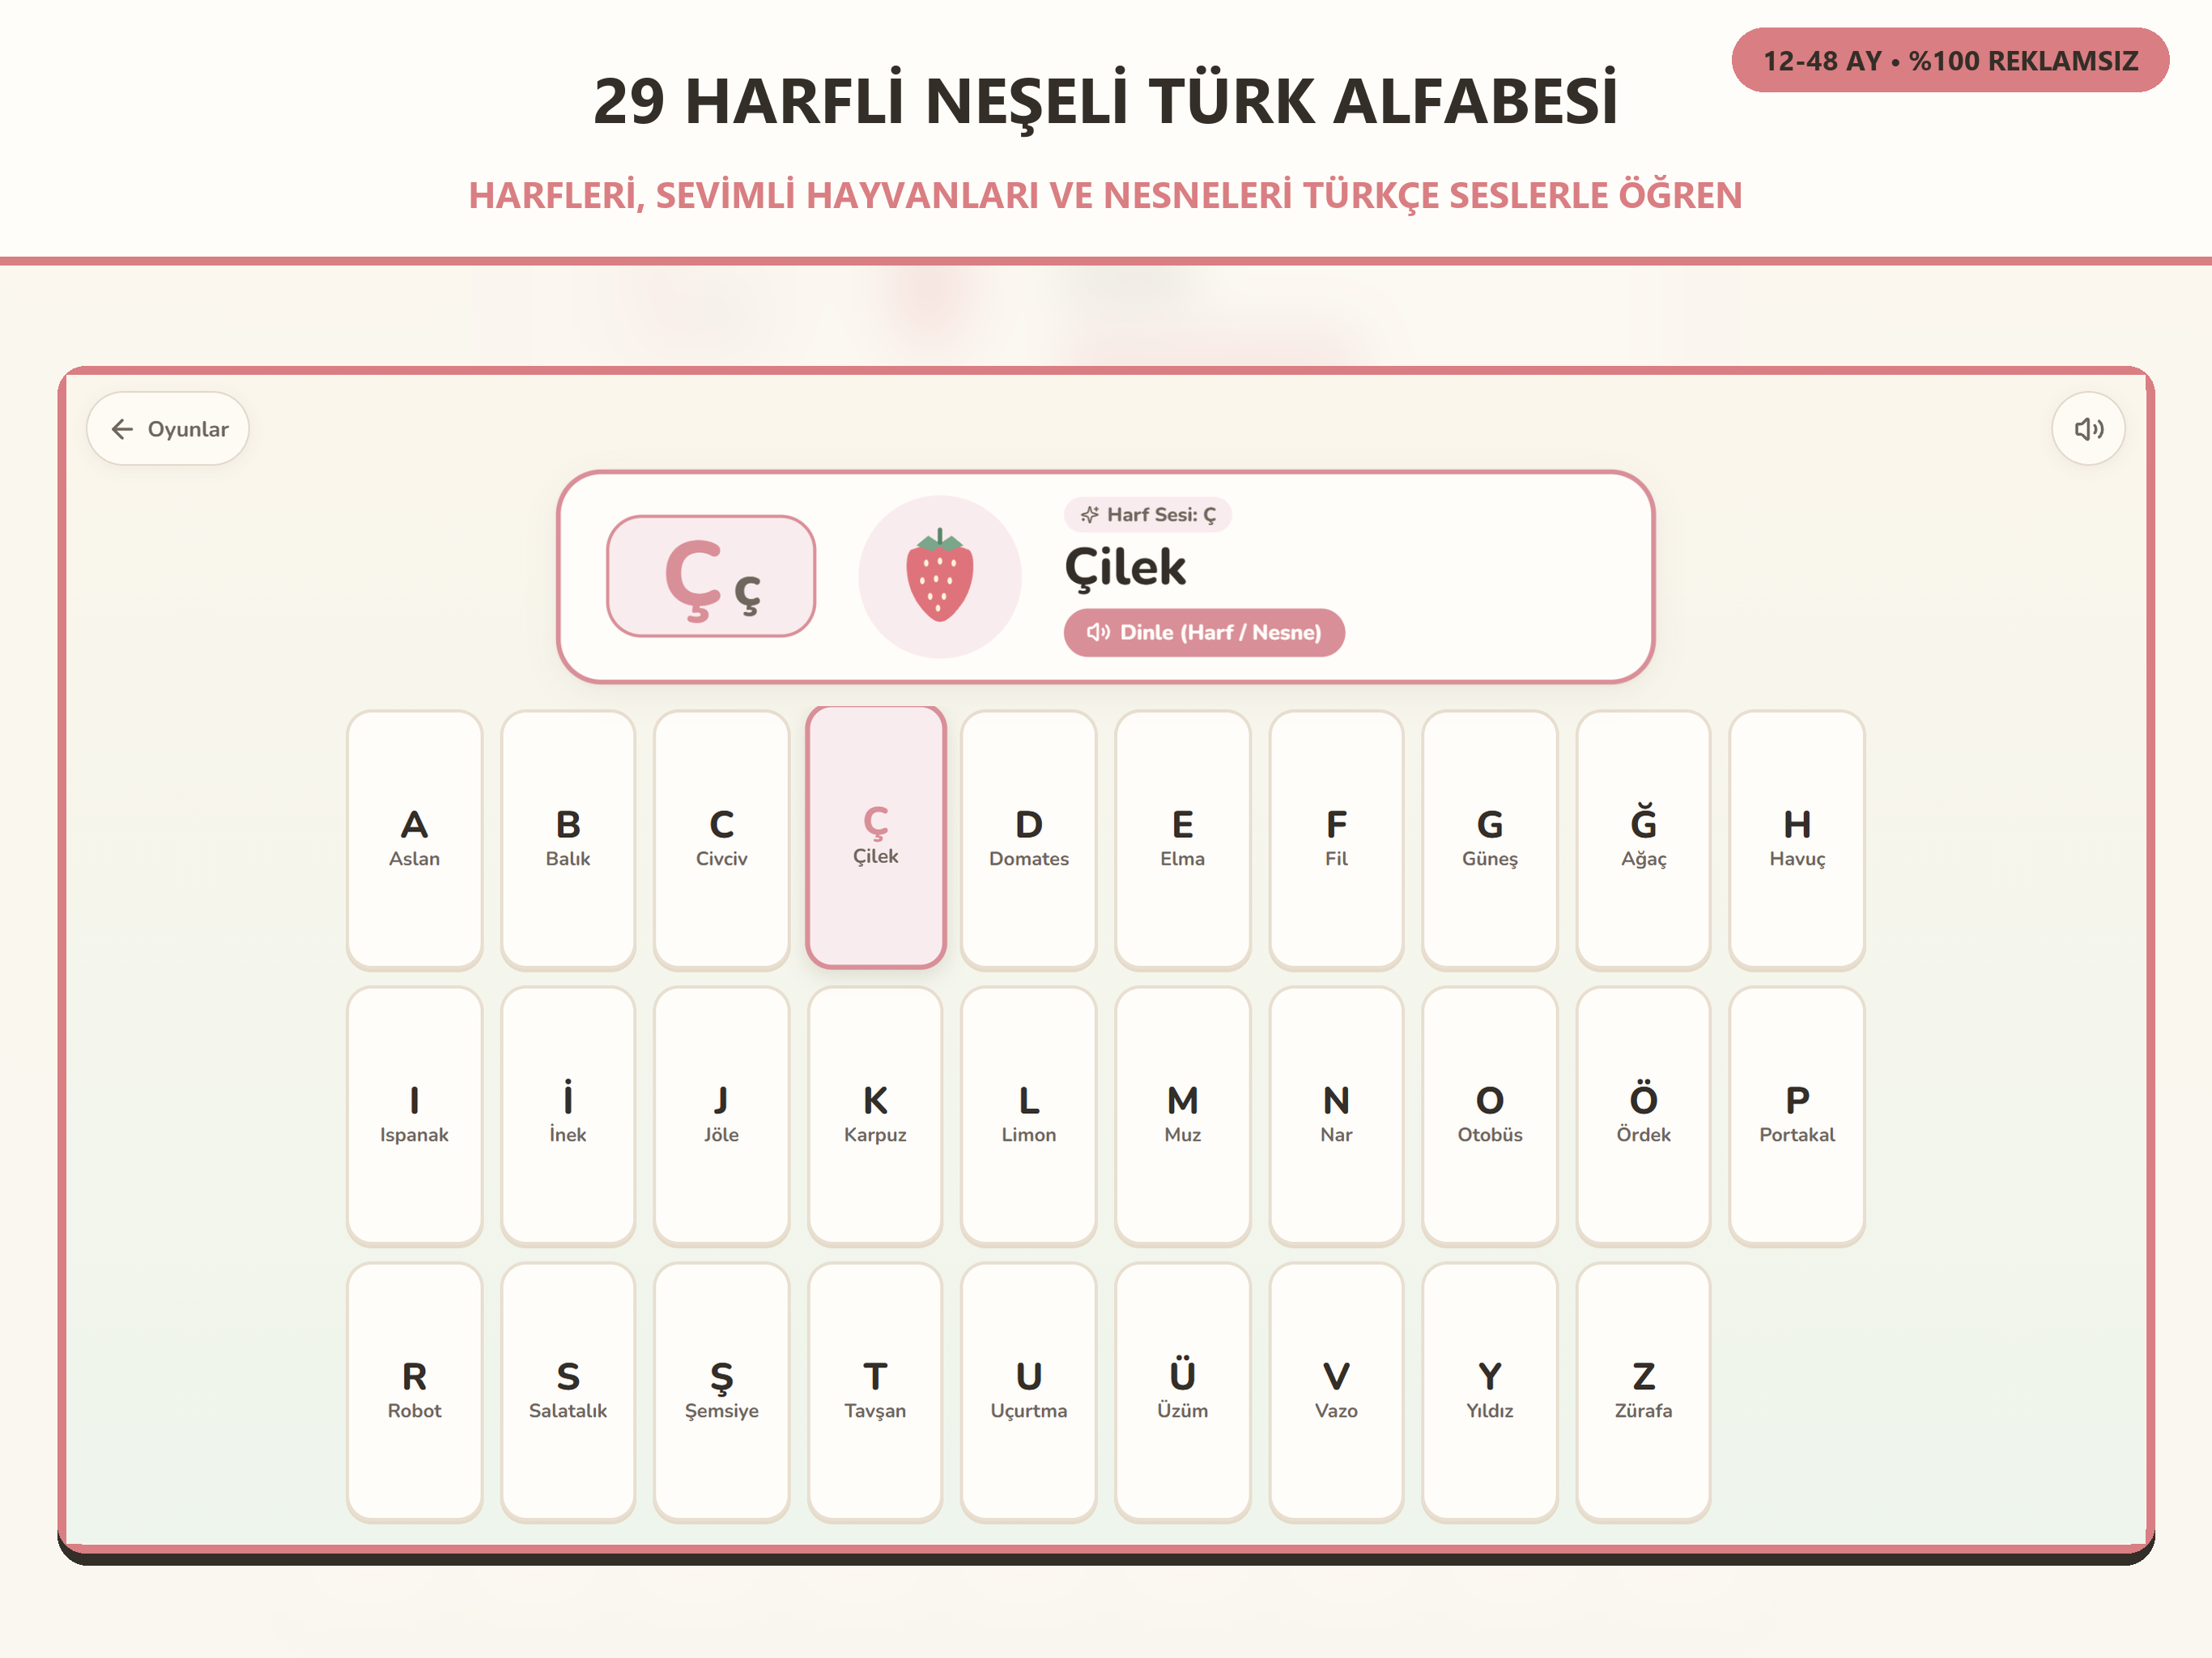 12-48 AY • %100 REKLAMSIZ
29 HARFLİ NEŞELİ TÜRK ALFABESİ
HARFLERİ, SEVİMLİ HAYVANLARI VE NESNELERİ TÜRKÇE SESLERLE ÖĞREN
Oyunlar
Ç ç
Harf Sesi: Ç
Çilek
Dinle (Harf / Nesne)
A B C Ç D E F G Ğ H
Aslan Balık Civciv Çilek Domates Elma Fil Güneş Ağaç Havuç
I İ J K L M N O Ö P
Ispanak İnek Jöle Karpuz Limon Muz Nar Otobüs Ördek Portakal
R S Ş T U Ü V Y Z
Robot Salatalık Şemsiye Tavşan Uçurtma Üzüm Vazo Yıldız Zürafa